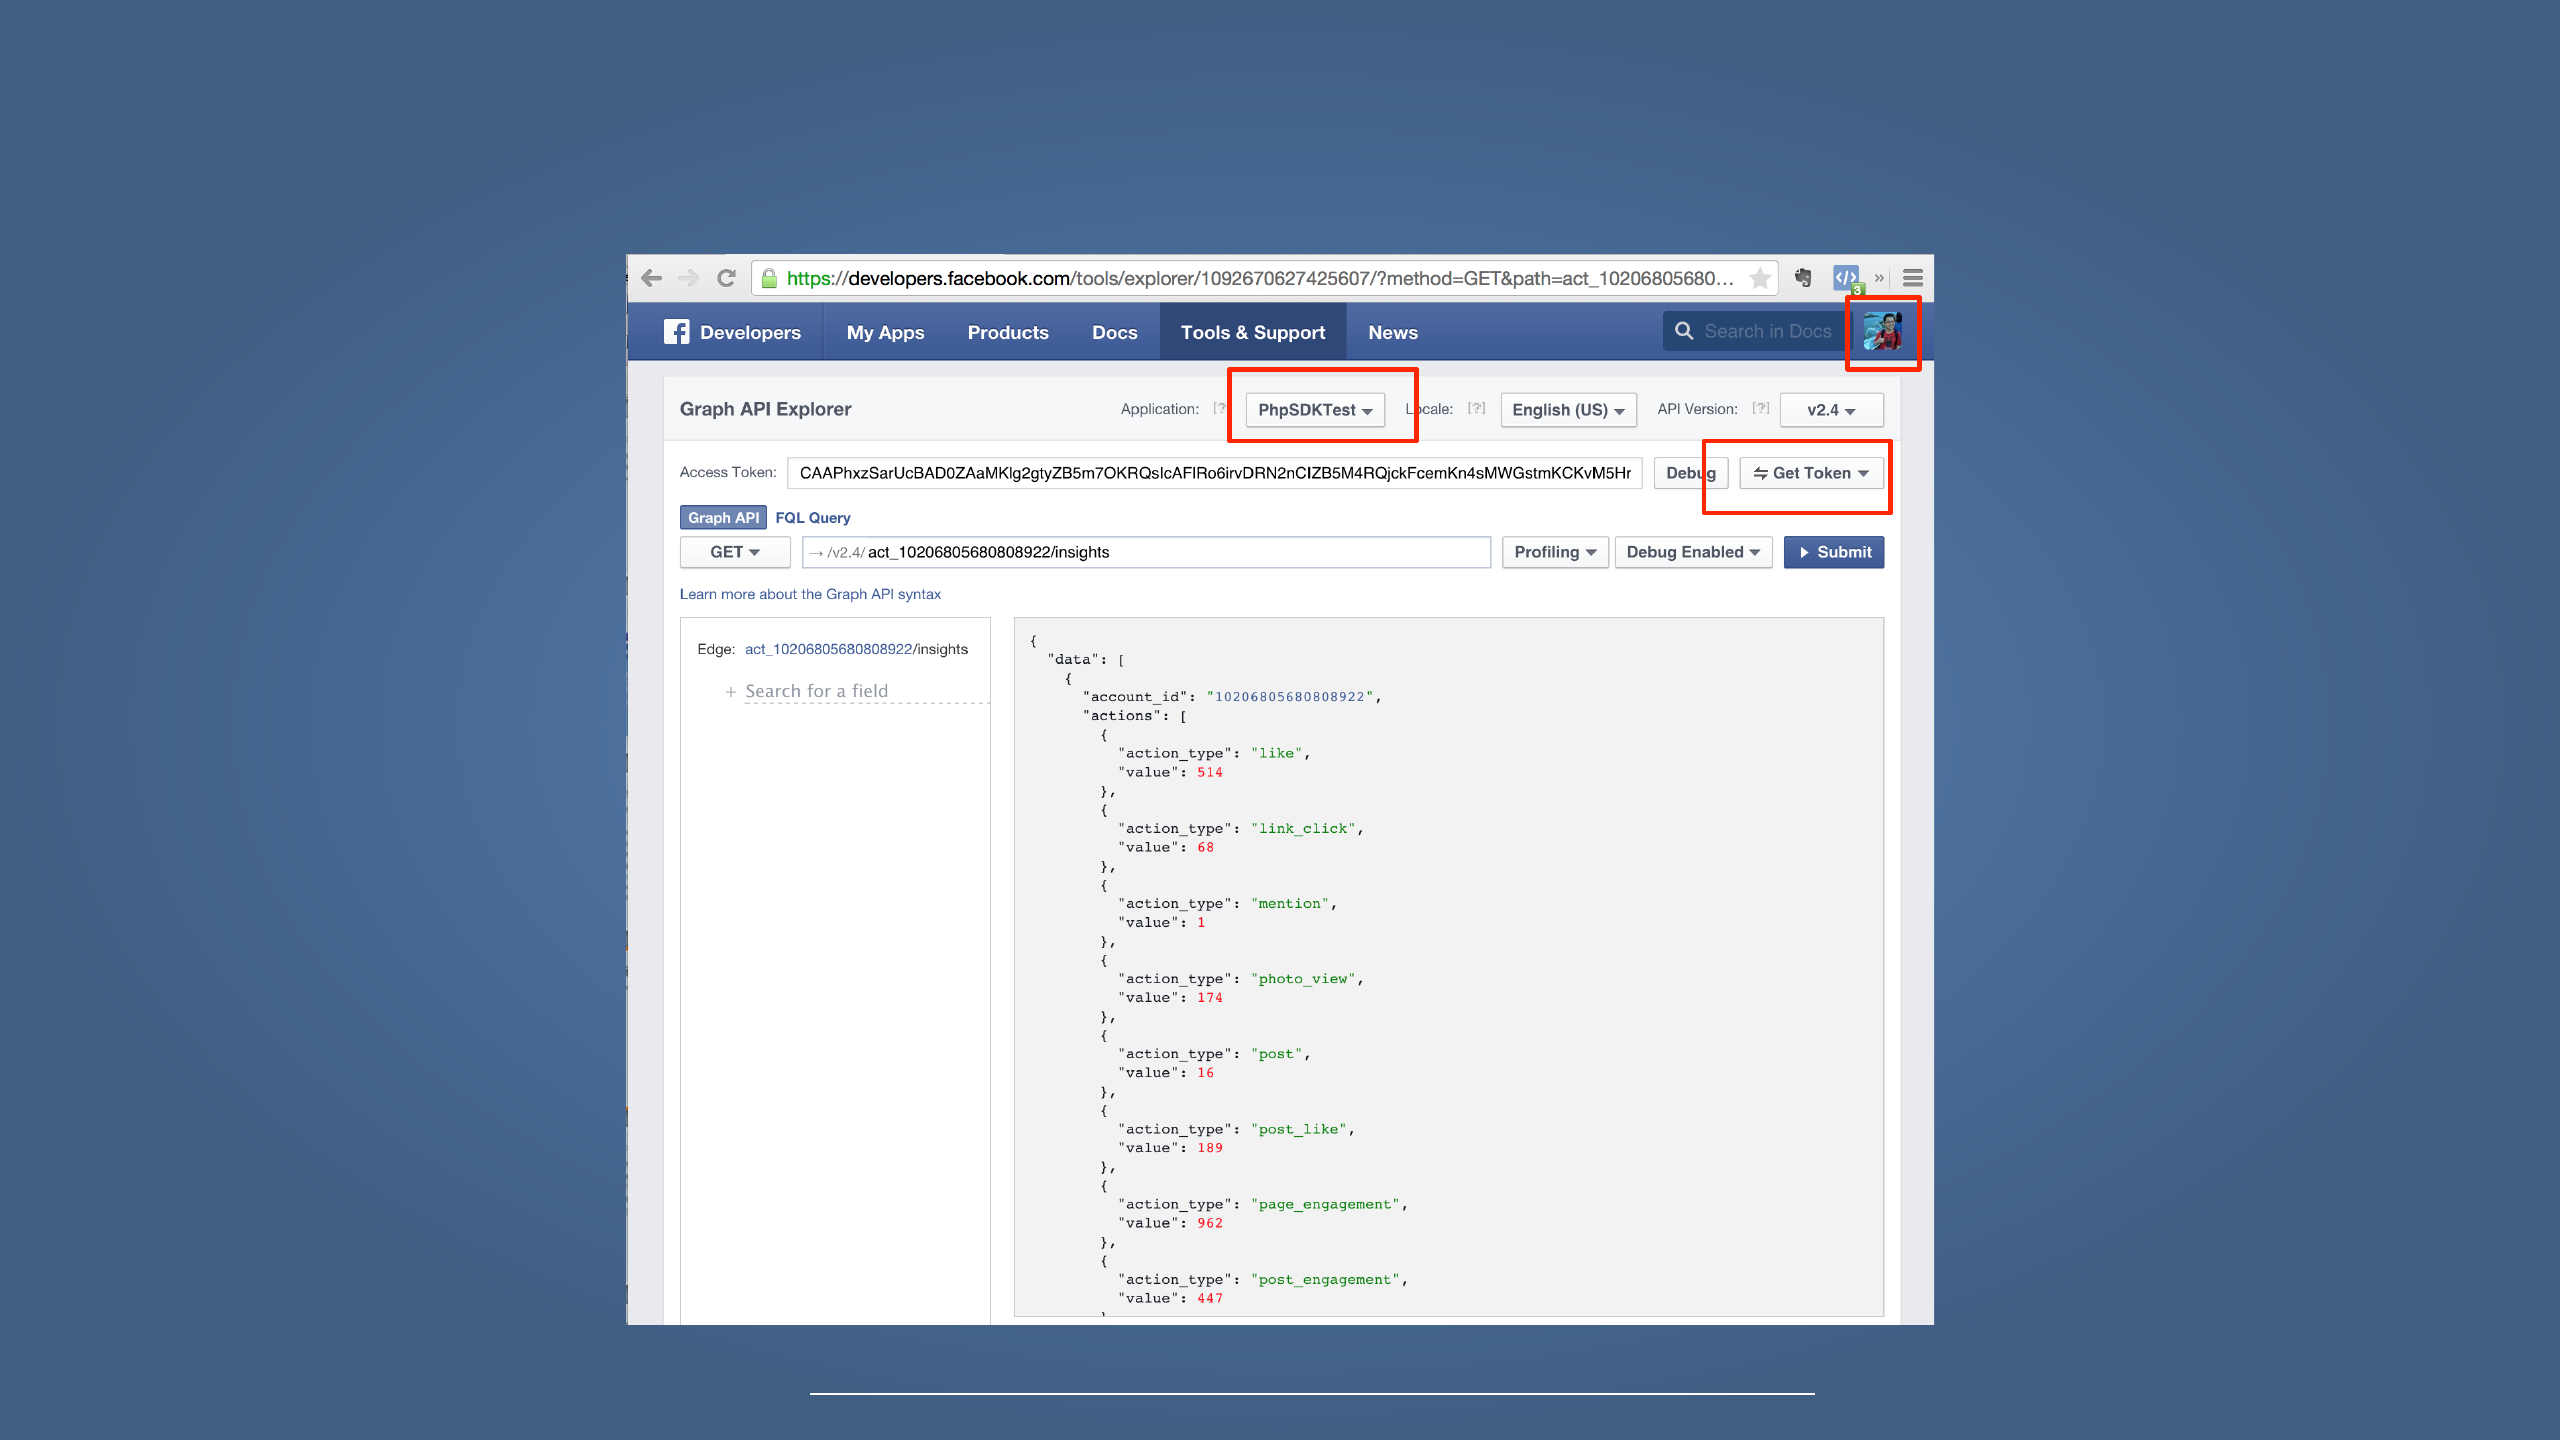 https://developers.facebook.com/tools/explorer/1092670627425607/?method=GET&path=act_10206805680...
3
Developers My Apps Products Docs Tools & Support News Search in Docs
Graph API Explorer Application: [? PhpSDKTest Locale: [?] English (US) API Version: [?] v2.4
Access Token: CAAPhxzSarUcBAD0ZAaMKlg2gtyZB5m7OKRQsIcAFIRo6irvDRN2nCIZB5M4RQjckFcemKn4sMWGstmKCKvM5Hr Debug Get Token
Graph API FQL Query
GET → /v2.4/ act_10206805680808922/insights Profiling Debug Enabled Submit
Learn more about the Graph API syntax
Edge: act_10206805680808922/insights
+ Search for a field
{
"data": [
{
"account_id": "10206805680808922",
"actions": [
{
"action_type": "like",
"value": 514
},
{
"action_type": "link_click",
"value": 68
},
{
"action_type": "mention",
"value": 1
},
{
"action_type": "photo_view",
"value": 174
},
{
"action_type": "post",
"value": 16
},
{
"action_type": "post_like",
"value": 189
},
{
"action_type": "page_engagement",
"value": 962
},
{
"action_type": "post_engagement",
"value": 447